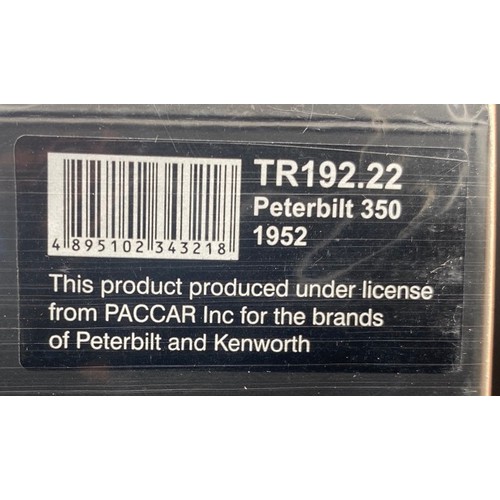 TR192.22
Peterbilt 350
1952
4 895102 343218
This product produced under license
from PACCAR Inc for the brands
of Peterbilt and Kenworth